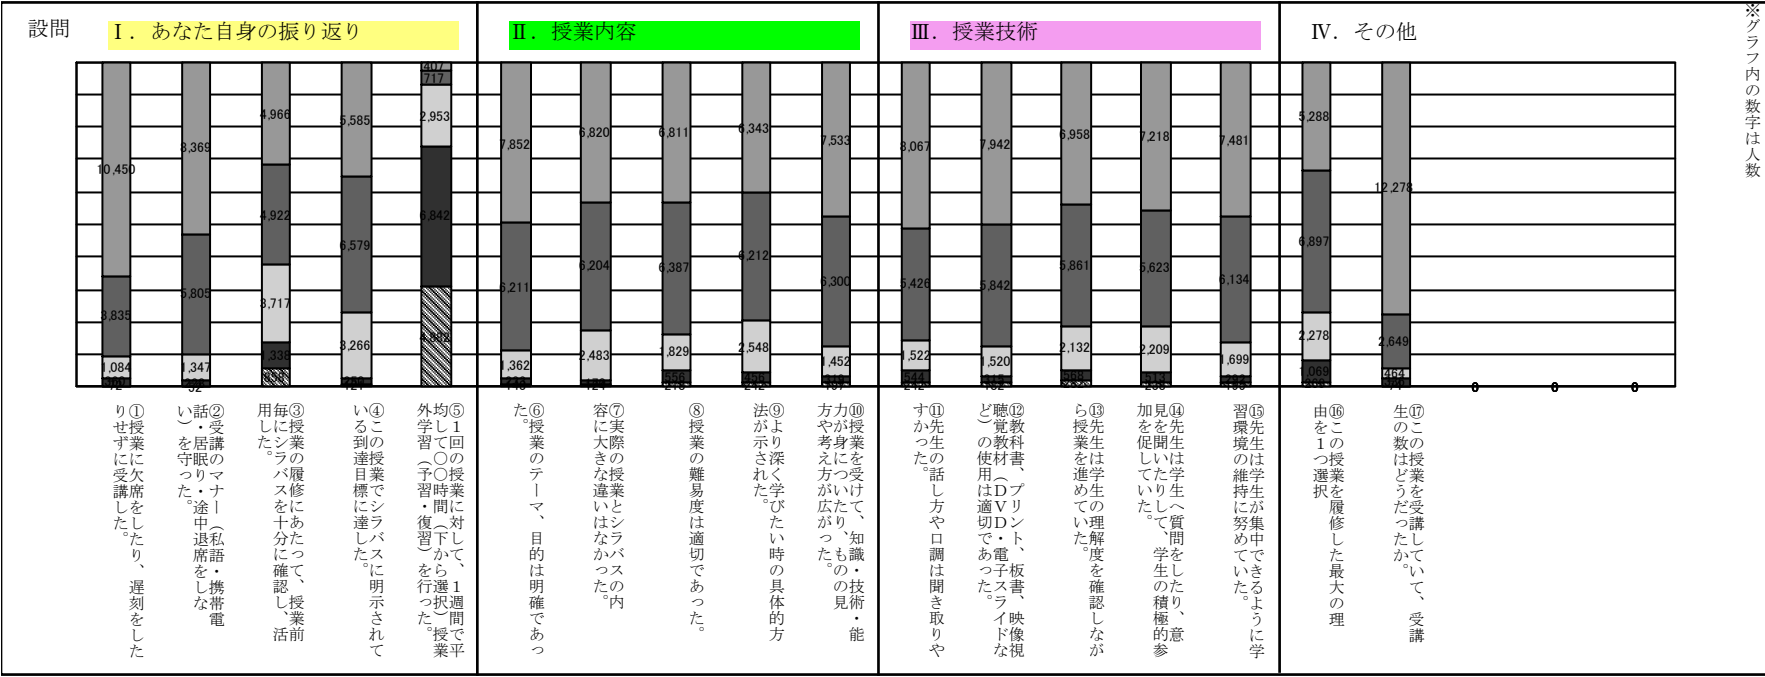 設問
Ⅰ．あなた自身の振り返り
Ⅱ．授業内容
Ⅲ．授業技術
Ⅳ．その他
※グラフ内の数字は人数
10,450
3,835
1,084
360
72
8,369
5,805
1,347
52
4,966
4,922
3,717
1,338
858
5,585
6,579
3,266
121
407
717
2,953
6,842
4,882
7,852
6,211
1,362
6,820
6,204
2,483
121
6,811
6,387
1,829
556
218
6,343
6,212
2,548
456
242
7,533
6,300
1,452
8,067
5,426
1,522
544
242
7,942
5,842
1,520
315
182
6,958
5,861
2,132
568
7,218
5,623
2,209
513
7,481
6,134
1,699
5,288
6,897
2,278
1,069
12,278
2,649
464
0
0
0
①授業に欠席をしたり、遅刻をした
りせずに受講した。
②受講のマナー（私語・携帯電
話・居眠り・途中退席をしな
い）を守った。
③授業の履修にあたって、授業前
毎にシラバスを十分に確認し、活
用した。
④この授業でシラバスに明示されて
いる到達目標に達した。
⑤1回の授業に対して、1週間で平
均して〇〇時間（下から選択）授業
外学習（予習・復習）を行った。
⑥授業のテーマ、目的は明確であっ
た。
⑦実際の授業とシラバスの内
容に大きな違いはなかった。
⑧授業の難易度は適切であった。
⑨より深く学びたい時の具体的方
法が示された。
⑩授業を受けて、知識・技術・能
力が身についたり、ものの見
方や考え方が広がった。
⑪先生の話し方や口調は聞き取りや
すかった。
⑫教科書、プリント、板書、映像視
聴覚教材（ＤＶＤ・電子スライドな
ど）の使用は適切であった。
⑬先生は学生の理解度を確認しなが
ら授業を進めていた。
⑭先生は学生へ質問をしたり、意
見を聞いたりして、学生の積極的参
加を促していた。
⑮先生は学生が集中できるように学
習環境の維持に努めていた。
⑯この授業を履修した最大の理
由を1つ選択
⑰この授業を受講していて、受講
生の数はどうだったか。